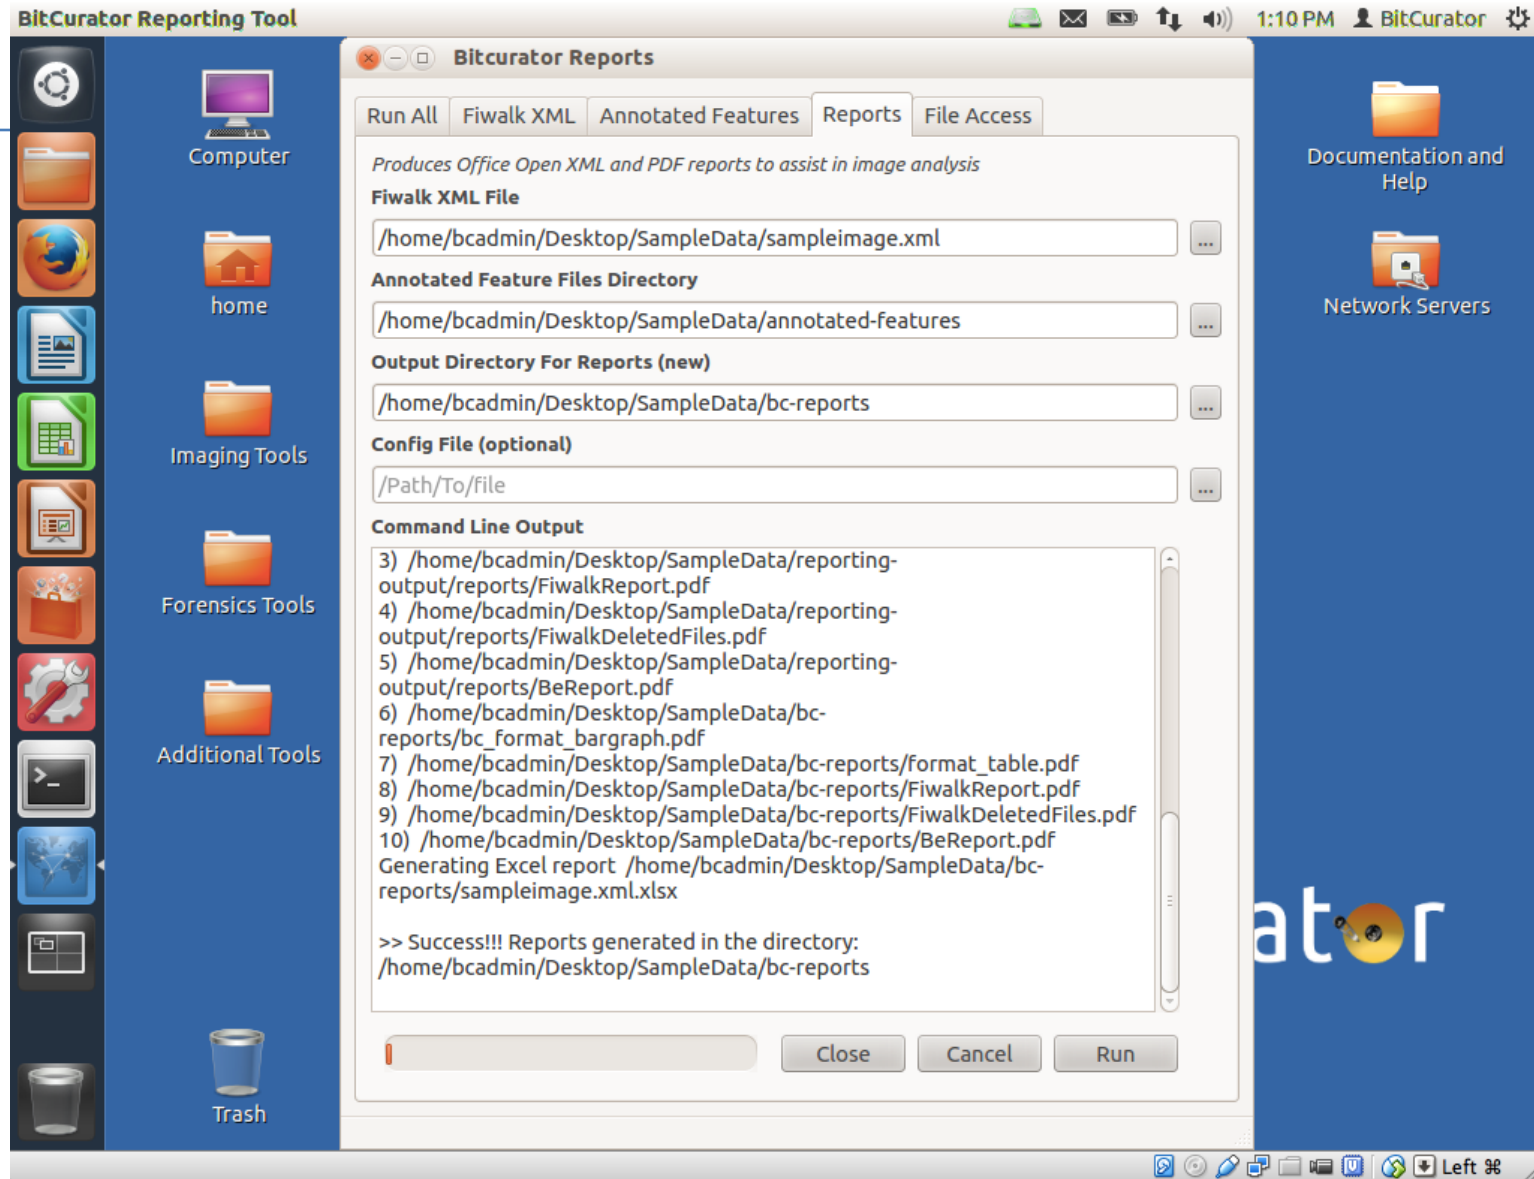 BitCurator Reporting Tool
1:10 PM BitCurator
Bitcurator Reports
Run All Fiwalk XML Annotated Features Reports File Access
Produces Office Open XML and PDF reports to assist in image analysis
Fiwalk XML File
/home/bcadmin/Desktop/SampleData/sampleimage.xml
...
Annotated Feature Files Directory
/home/bcadmin/Desktop/SampleData/annotated-features
...
Output Directory For Reports (new)
/home/bcadmin/Desktop/SampleData/bc-reports
...
Config File (optional)
/Path/To/file
...
Command Line Output
3) /home/bcadmin/Desktop/SampleData/reporting-
output/reports/FiwalkReport.pdf
4) /home/bcadmin/Desktop/SampleData/reporting-
output/reports/FiwalkDeletedFiles.pdf
5) /home/bcadmin/Desktop/SampleData/reporting-
output/reports/BeReport.pdf
6) /home/bcadmin/Desktop/SampleData/bc-
reports/bc_format_bargraph.pdf
7) /home/bcadmin/Desktop/SampleData/bc-reports/format_table.pdf
8) /home/bcadmin/Desktop/SampleData/bc-reports/FiwalkReport.pdf
9) /home/bcadmin/Desktop/SampleData/bc-reports/FiwalkDeletedFiles.pdf
10) /home/bcadmin/Desktop/SampleData/bc-reports/BeReport.pdf
Generating Excel report /home/bcadmin/Desktop/SampleData/bc-
reports/sampleimage.xml.xlsx
>> Success!!! Reports generated in the directory:
/home/bcadmin/Desktop/SampleData/bc-reports
Close Cancel Run
Computer
home
Imaging Tools
Forensics Tools
Additional Tools
Trash
Documentation and
Help
Network Servers
ator
Left ⌘